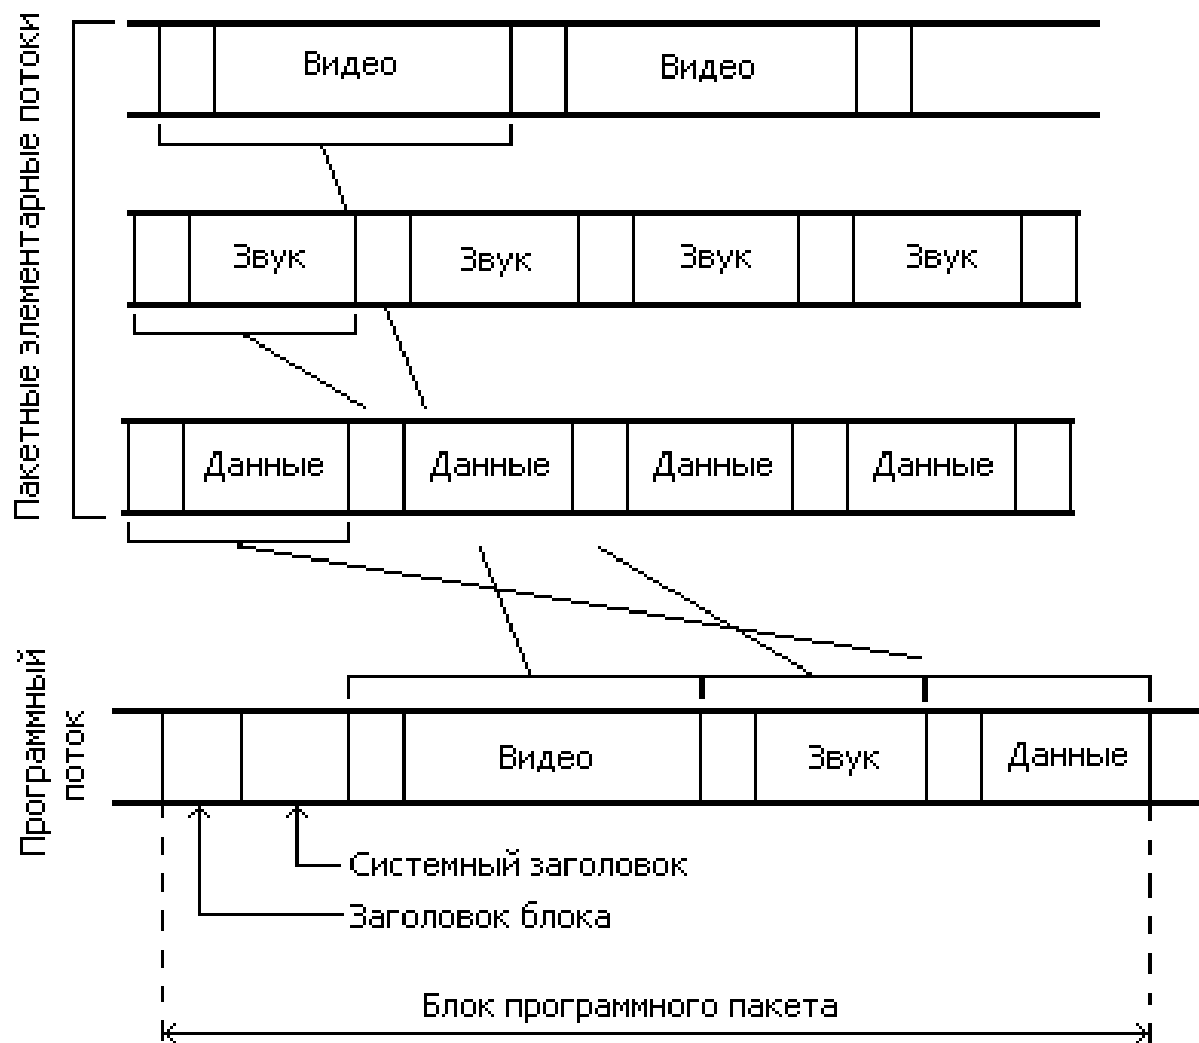 Пакетные элементарные потоки
Видео
Видео
Звук
Звук
Звук
Звук
Данные
Данные
Данные
Данные
Программный
поток
Видео
Звук
Данные
Системный заголовок
Заголовок блока
Блок программного пакета